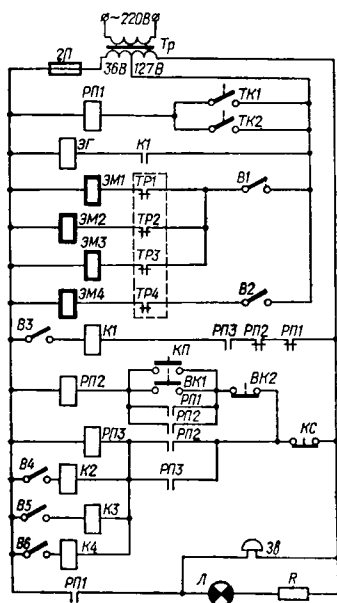 ~220В
Тр
2П
36В 127В
РП1
ТК1
ТК2
ЭГ
К1
ЭМ1 ТР1
В1
ЭМ2 ТР2
ЭМ3 ТР3
ЭМ4 ТР4
В2
В3
К1
РП3 РП2 РП1
КП
РП2
ВК1
ВК2
РП1
РП2
РП3
РП2
КС
В4
К2
РП3
В5
К3
В6
К4
Зв
РП1
Л
R